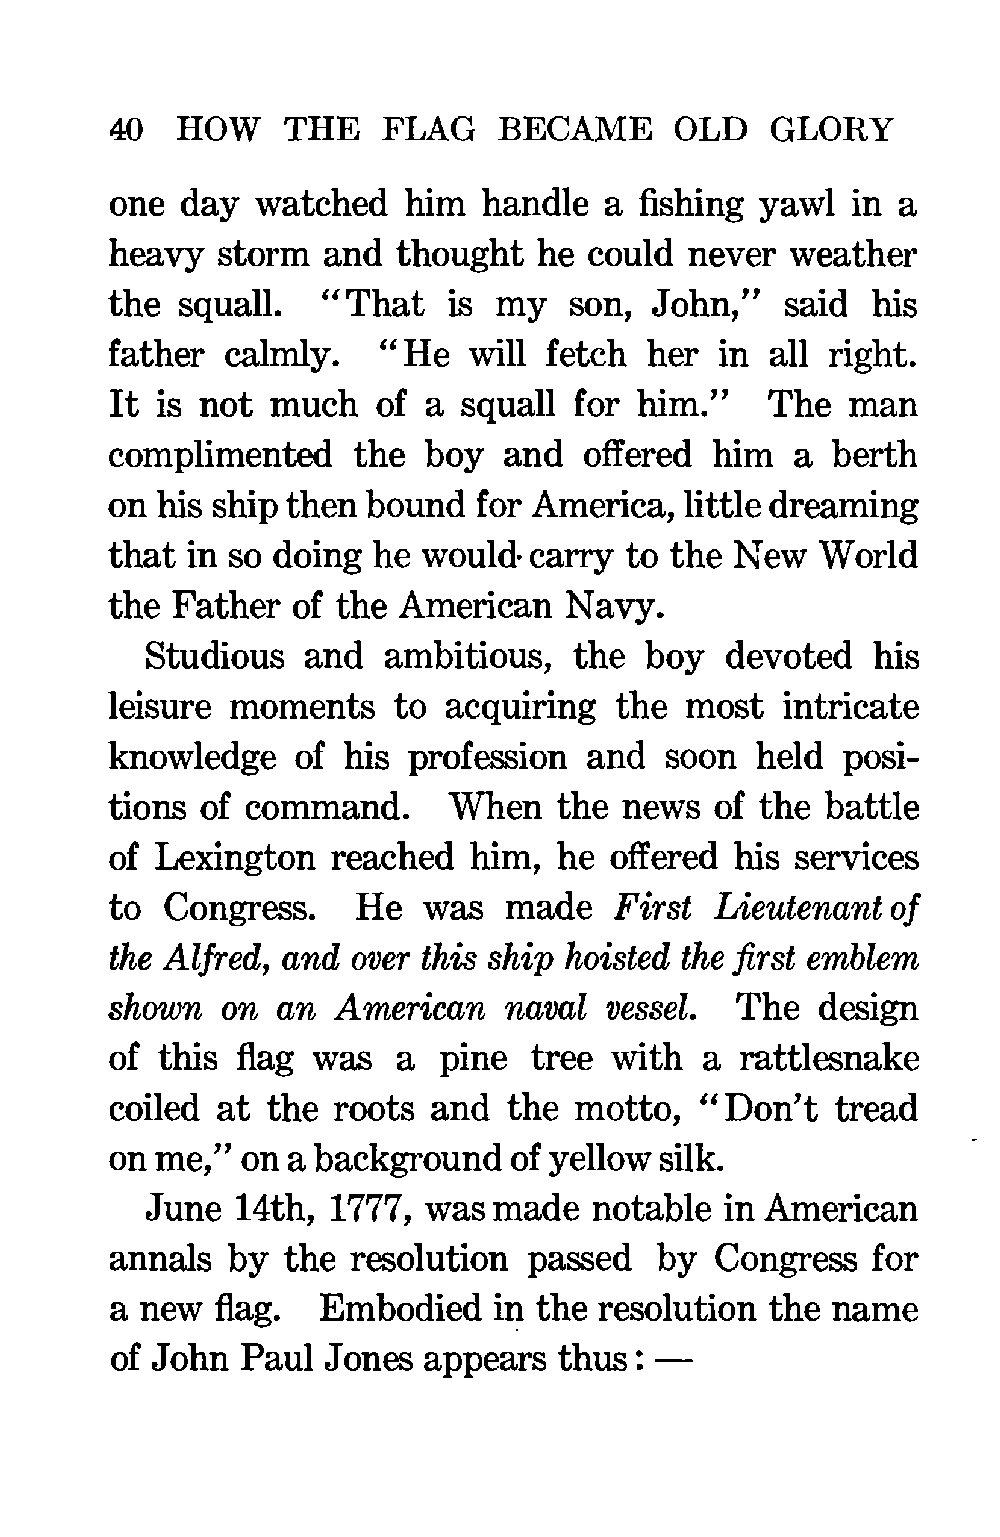 40 HOW THE FLAG BECAME OLD GLORY
one day watched him handle a fishing yawl in a
heavy storm and thought he could never weather
the squall. "That is my son, John," said his
father calmly. "He will fetch her in all right.
It is not much of a squall for him." The man
complimented the boy and offered him a berth
on his ship then bound for America, little dreaming
that in so doing he would carry to the New World
the Father of the American Navy.
Studious and ambitious, the boy devoted his
leisure moments to acquiring the most intricate
knowledge of his profession and soon held posi-
tions of command. When the news of the battle
of Lexington reached him, he offered his services
to Congress. He was made First Lieutenant of
the Alfred, and over this ship hoisted the first emblem
shown on an American naval vessel. The design
of this flag was a pine tree with a rattlesnake
coiled at the roots and the motto, "Don't tread
on me," on a background of yellow silk.
June 14th, 1777, was made notable in American
annals by the resolution passed by Congress for
a new flag. Embodied in the resolution the name
of John Paul Jones appears thus: —